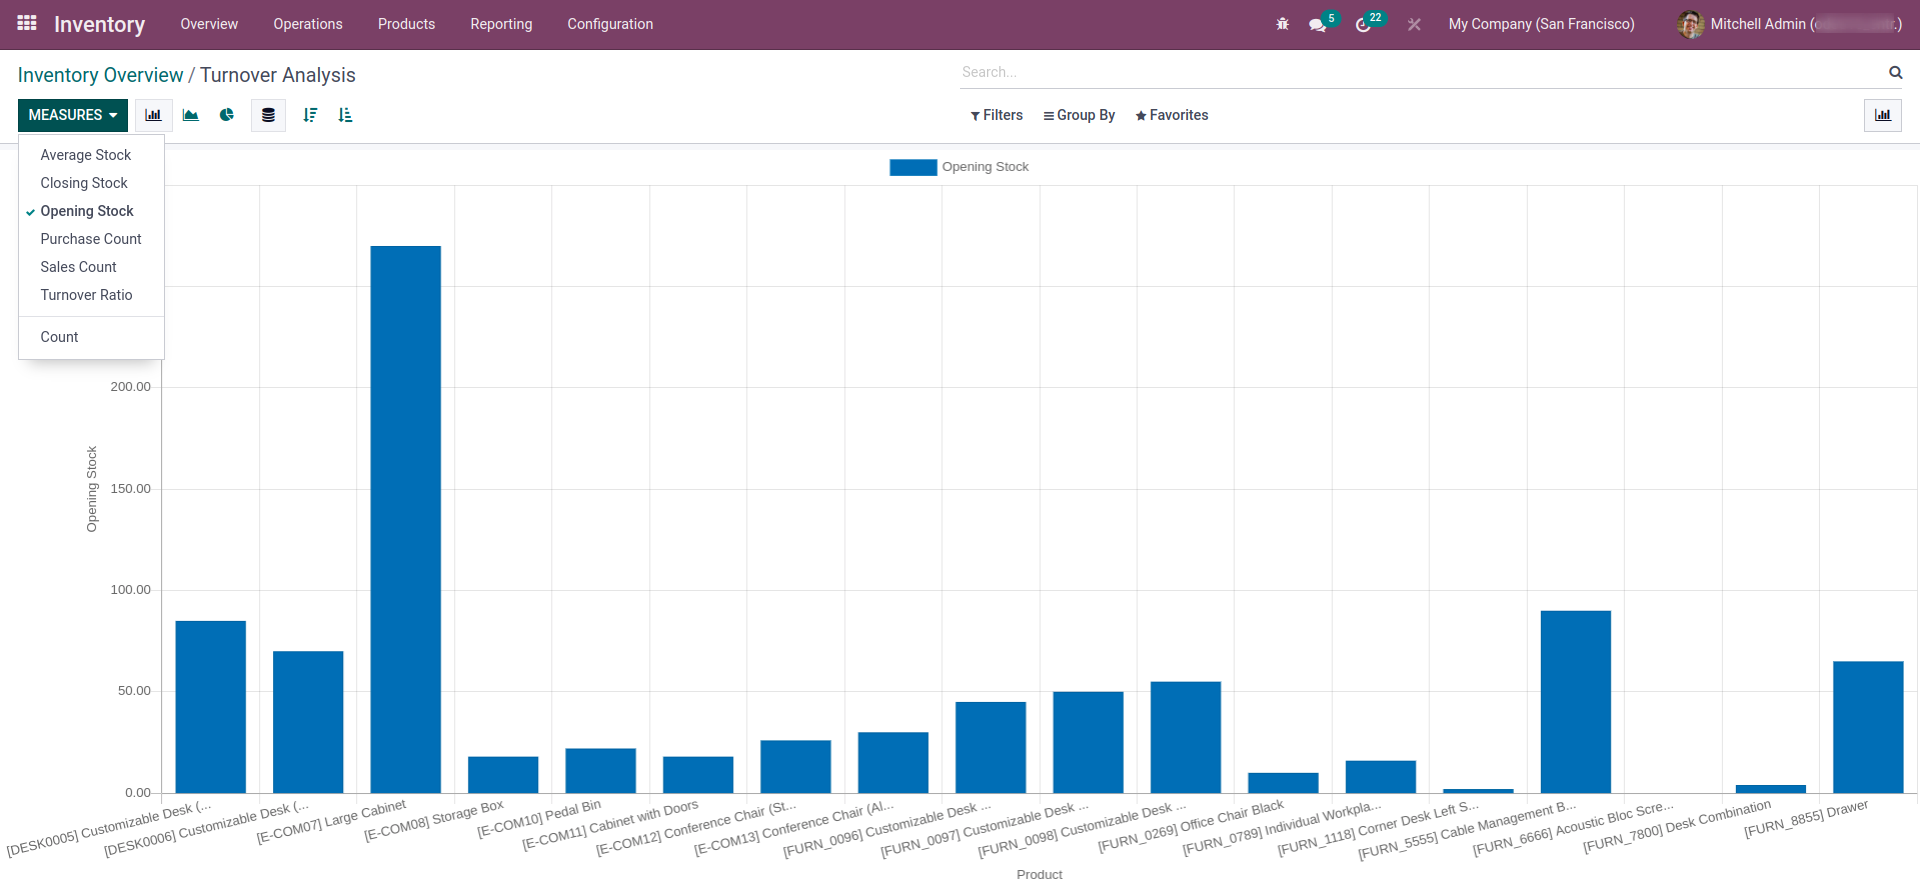 Inventory Overview Operations Products Reporting Configuration 5 22 My Company (San Francisco) Mitchell Admin (
Inventory Overview / Turnover Analysis Search...
MEASURES Filters Group By Favorites
Average Stock
Closing Stock
Opening Stock
Purchase Count
Sales Count
Turnover Ratio
Count
Opening Stock
200.00
150.00
100.00
50.00
0.00
Opening Stock
[DESK0005] Customizable Desk (...
[DESK0006] Customizable Desk (...
[E-COM07] Large Cabinet
[E-COM08] Storage Box
[E-COM10] Pedal Bin
[E-COM11] Cabinet with Doors
[E-COM12] Conference Chair (St...
[E-COM13] Conference Chair (Al...
[FURN_0096] Customizable Desk ...
[FURN_0097] Customizable Desk ...
[FURN_0098] Customizable Desk ...
[FURN_0269] Office Chair Black
[FURN_0789] Individual Workpla...
[FURN_1118] Corner Desk Left S...
[FURN_5555] Cable Management B...
[FURN_6666] Acoustic Bloc Scre...
[FURN_7800] Desk Combination
[FURN_8855] Drawer
Product